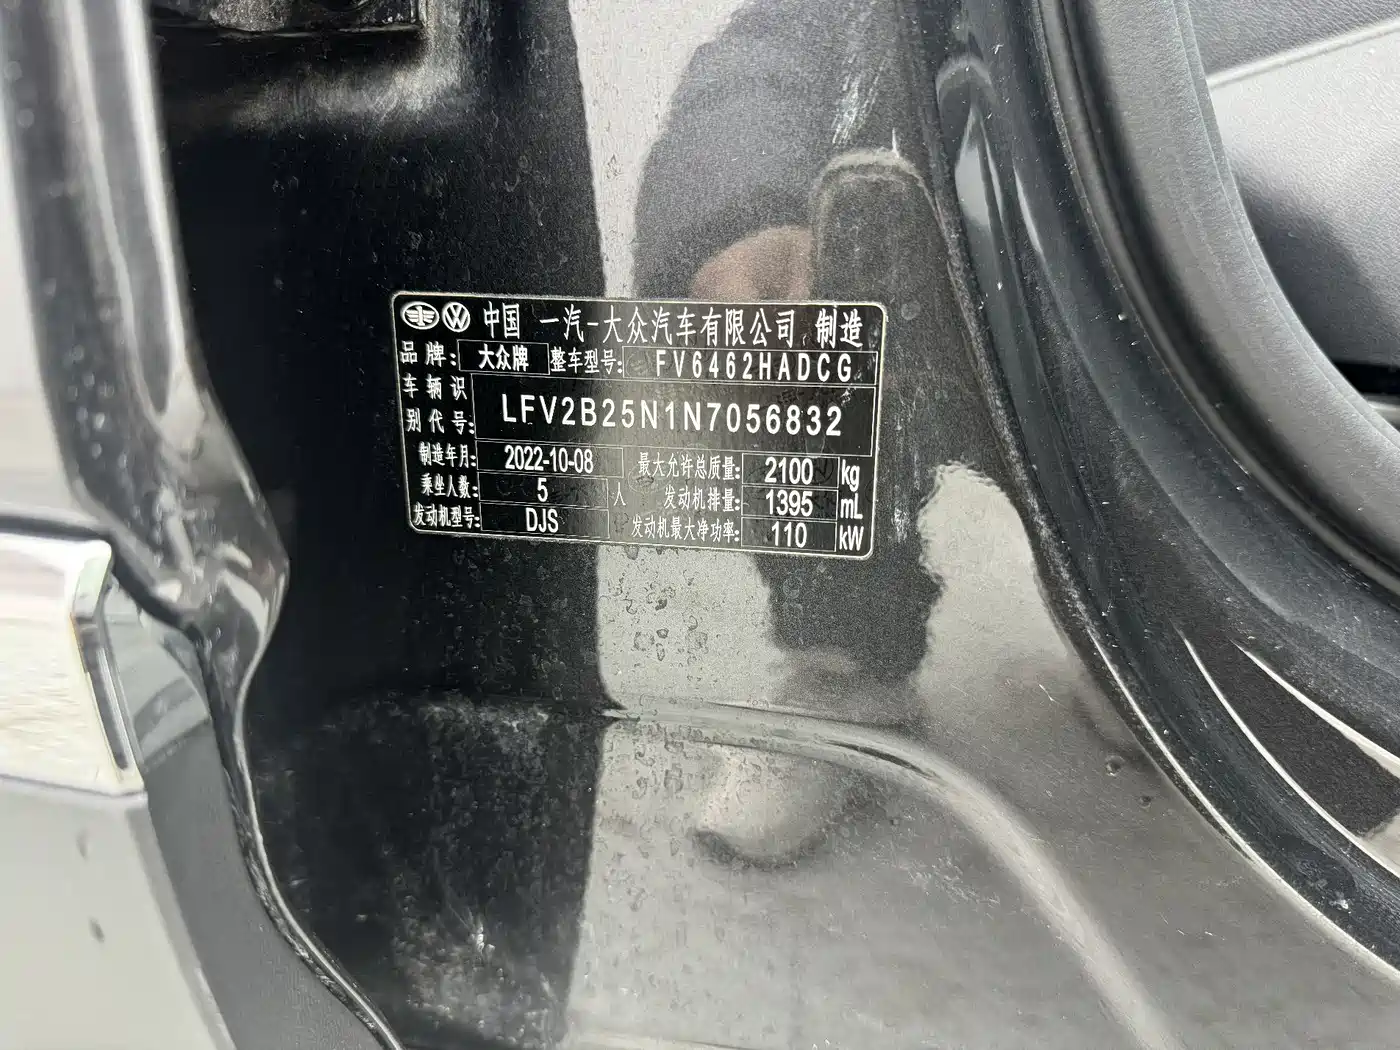 中国 一汽-大众汽车有限公司 制造
品牌: 大众牌 整车型号: FV6462HADCG
车辆识别代号: LFV2B25N1N7056832
制造年月: 2022-10-08 最大允许总质量: 2100 kg
乘坐人数: 5 人 发动机排量: 1395 mL
发动机型号: DJS 发动机最大净功率: 110 kW